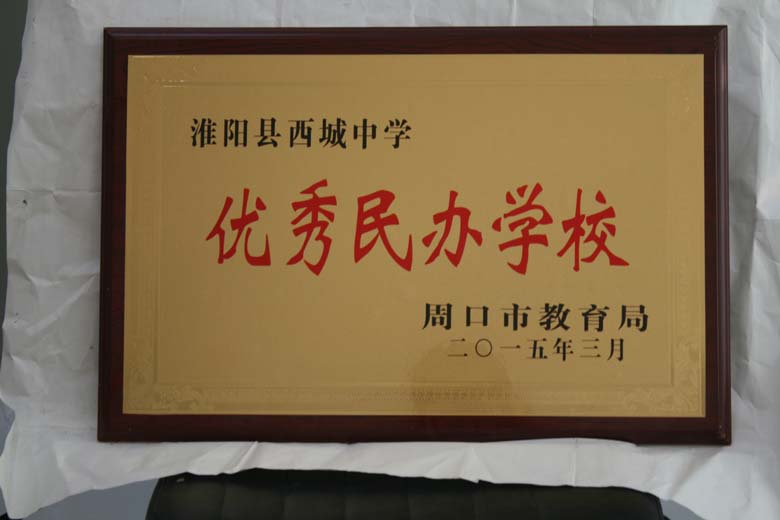 淮阳县西城中学
优秀民办学校
周口市教育局
二〇一五年三月